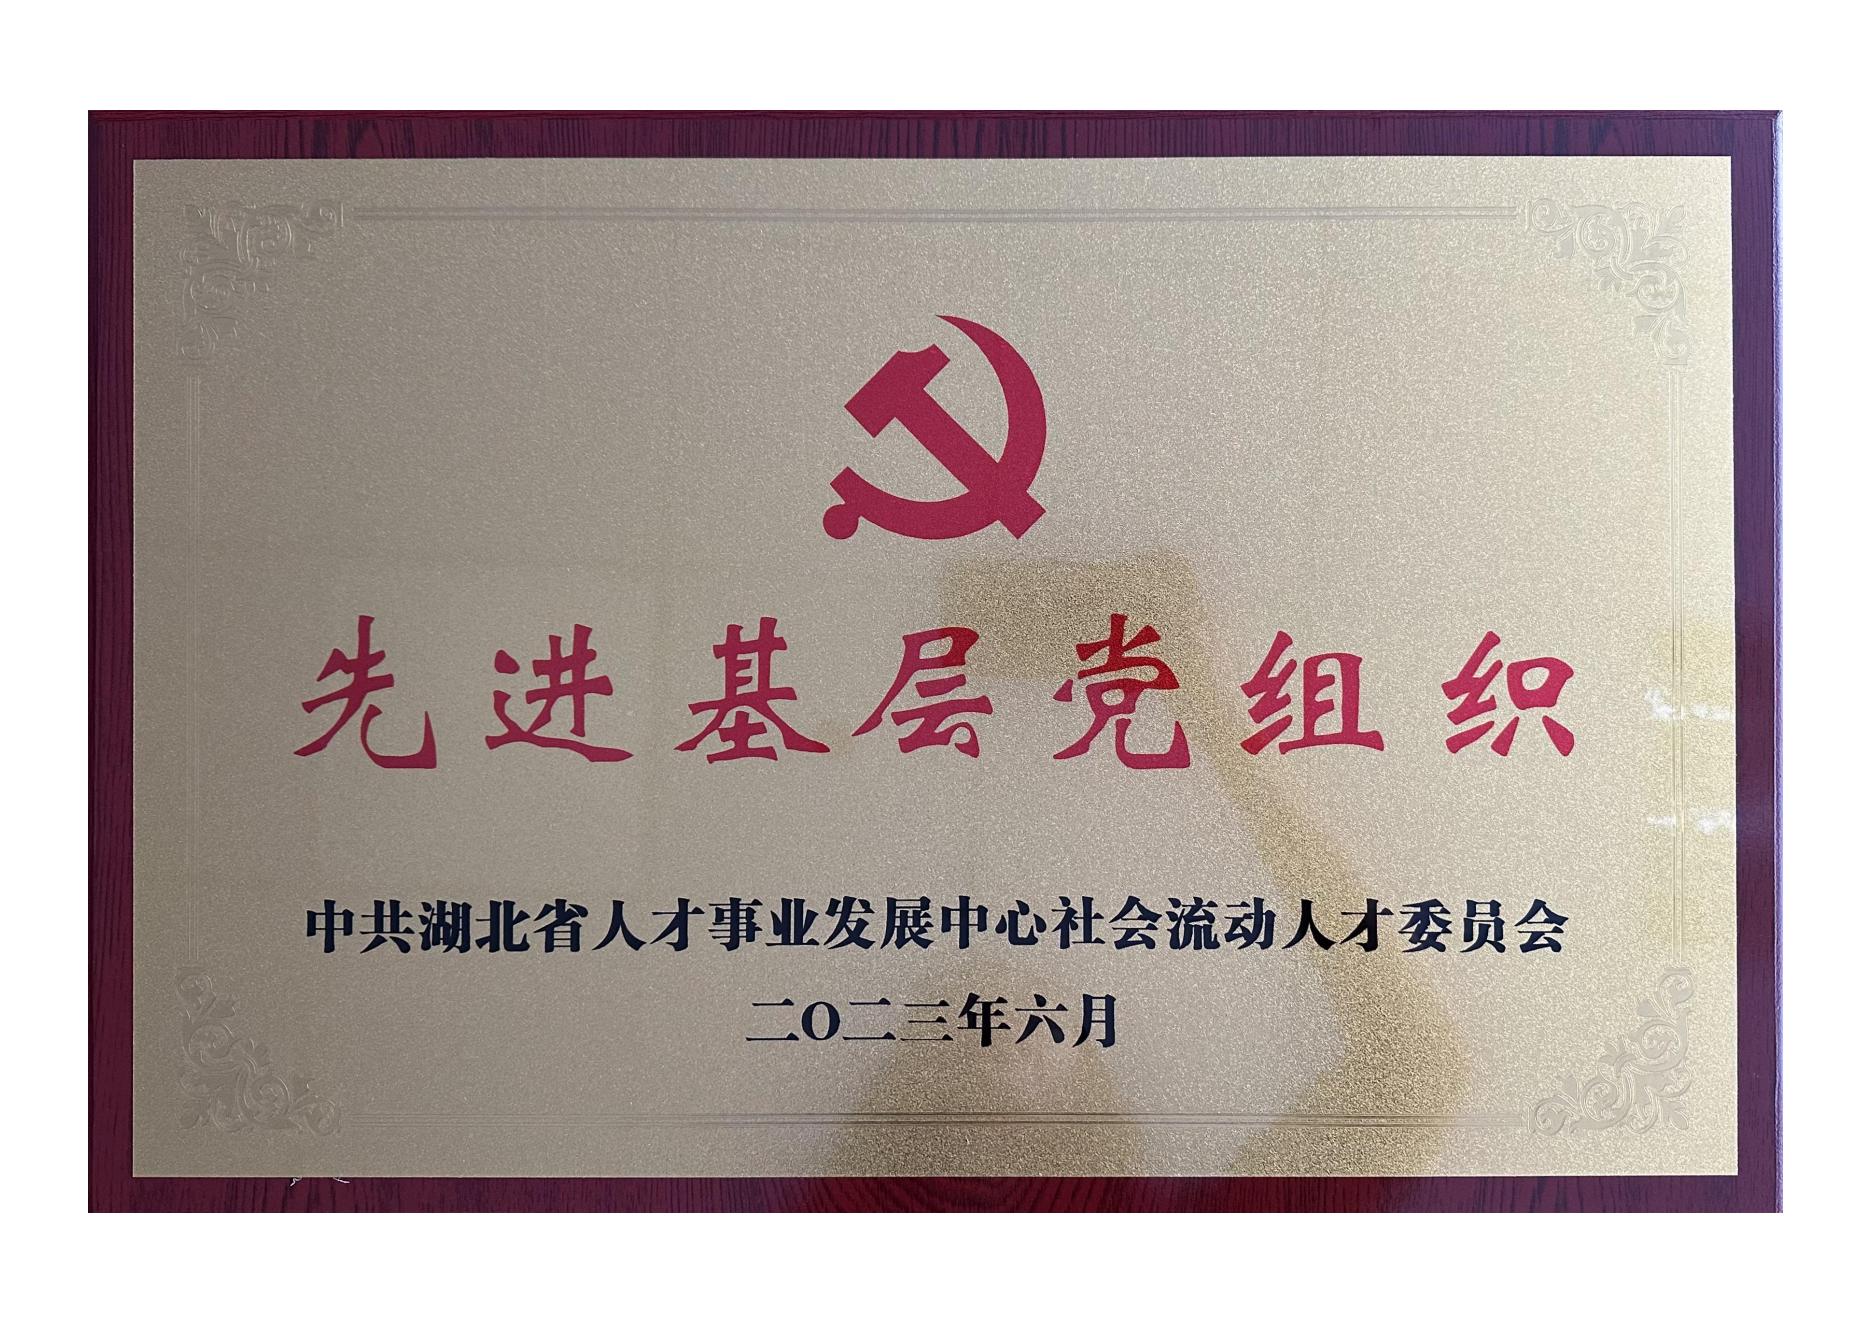 先进基层党组织
中共湖北省人才事业发展中心社会流动人才委员会
二O二三年六月